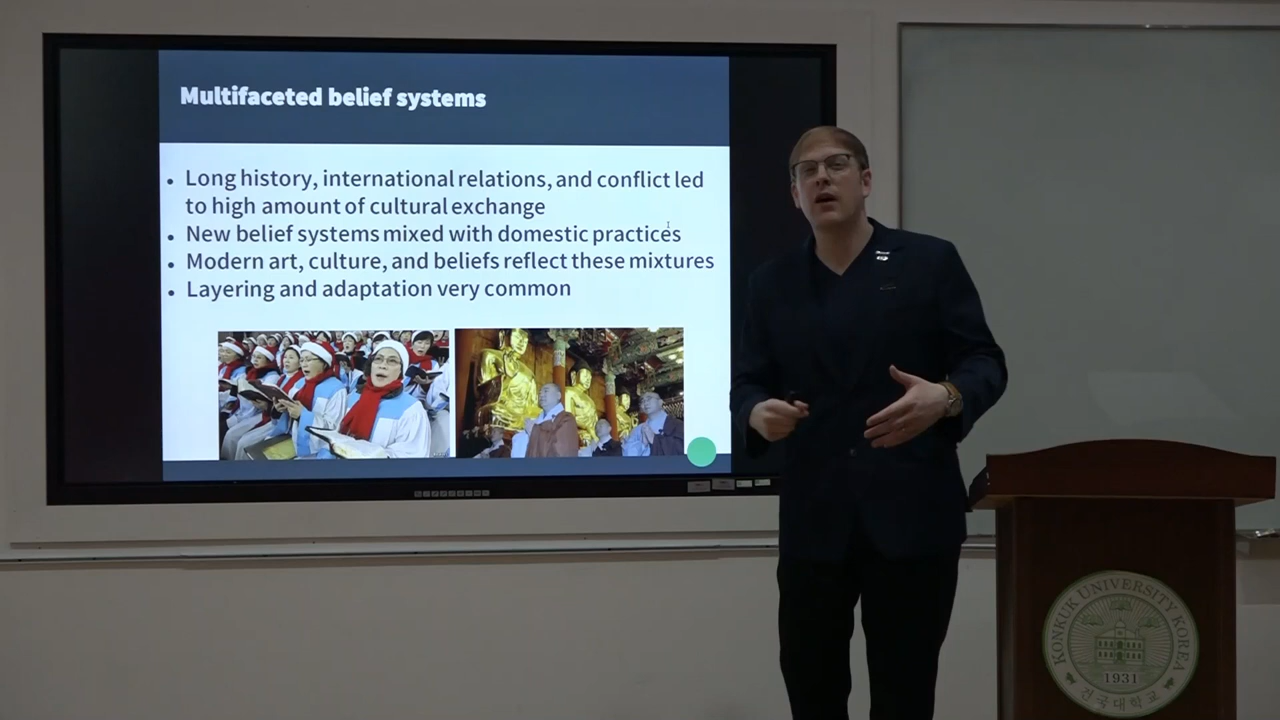 Multifaceted belief systems
• Long history, international relations, and conflict led
to high amount of cultural exchange
• New belief systems mixed with domestic practices
• Modern art, culture, and beliefs reflect these mixtures
• Layering and adaptation very common
KONKUK UNIVERSITY KOREA
1931
건국대학교